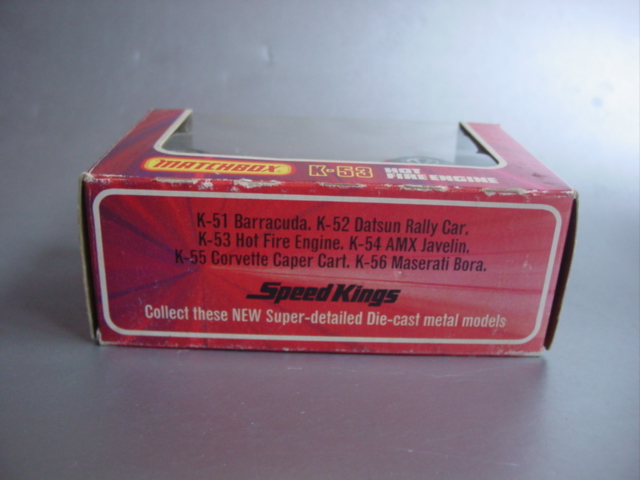 MATCHBOX K-53 HOT
FIRE ENGINE
K-51 Barracuda. K-52 Datsun Rally Car.
K-53 Hot Fire Engine. K-54 AMX Javelin.
K-55 Corvette Caper Cart. K-56 Maserati Bora.
Speed Kings
Collect these NEW Super-detailed Die-cast metal models